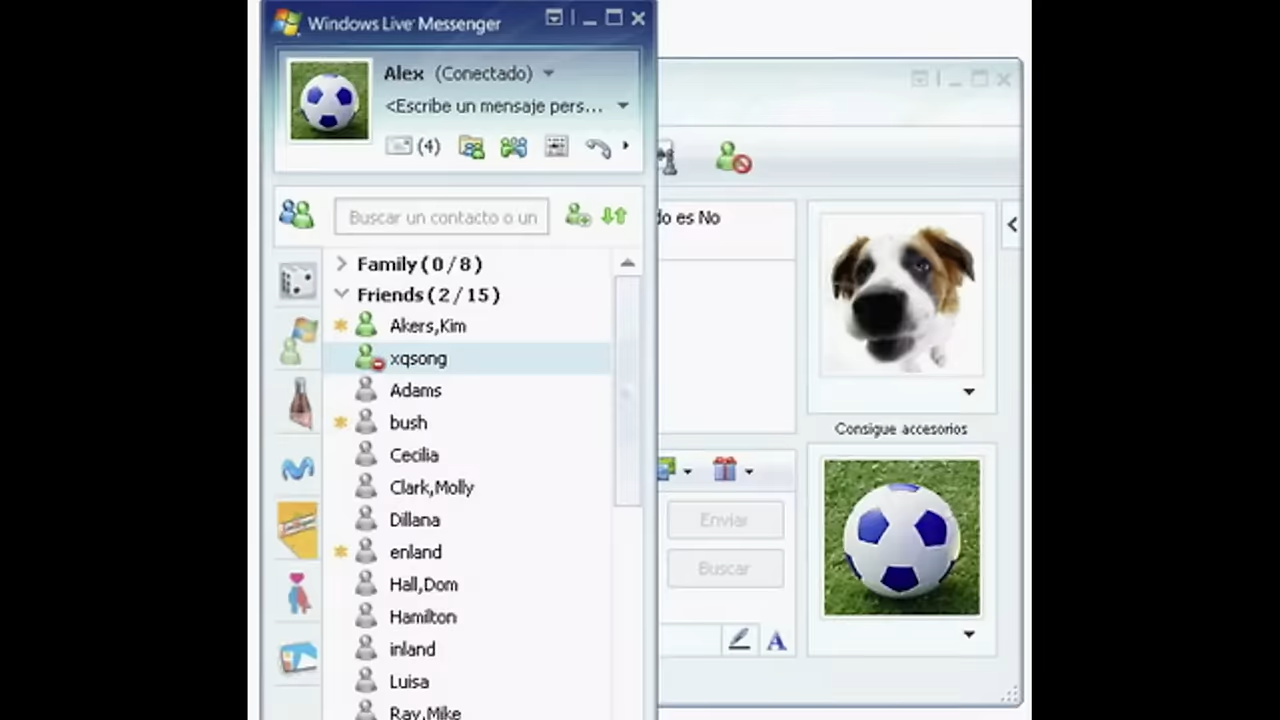 Windows Live Messenger
Alex (Conectado)
<Escribe un mensaje pers...
(4)
Buscar un contacto o un
Family ( 0 / 8 )
Friends ( 2 / 15 )
Akers,Kim
xqsong
Adams
bush
Cecilia
Clark,Molly
Dillana
enland
Hall,Dom
Hamilton
inland
Luisa
Ray,Mike
do es No
Consigue accesorios
Enviar
Buscar
A